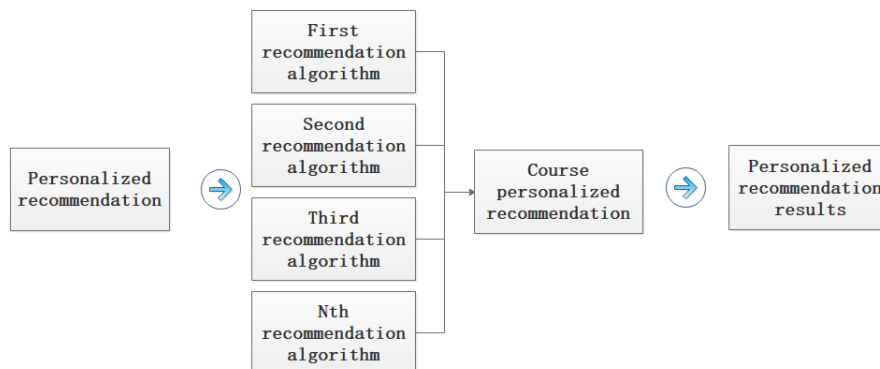 Personalized
recommendation
First
recommendation
algorithm
Second
recommendation
algorithm
Third
recommendation
algorithm
Nth
recommendation
algorithm
Course
personalized
recommendation
Personalized
recommendation
results